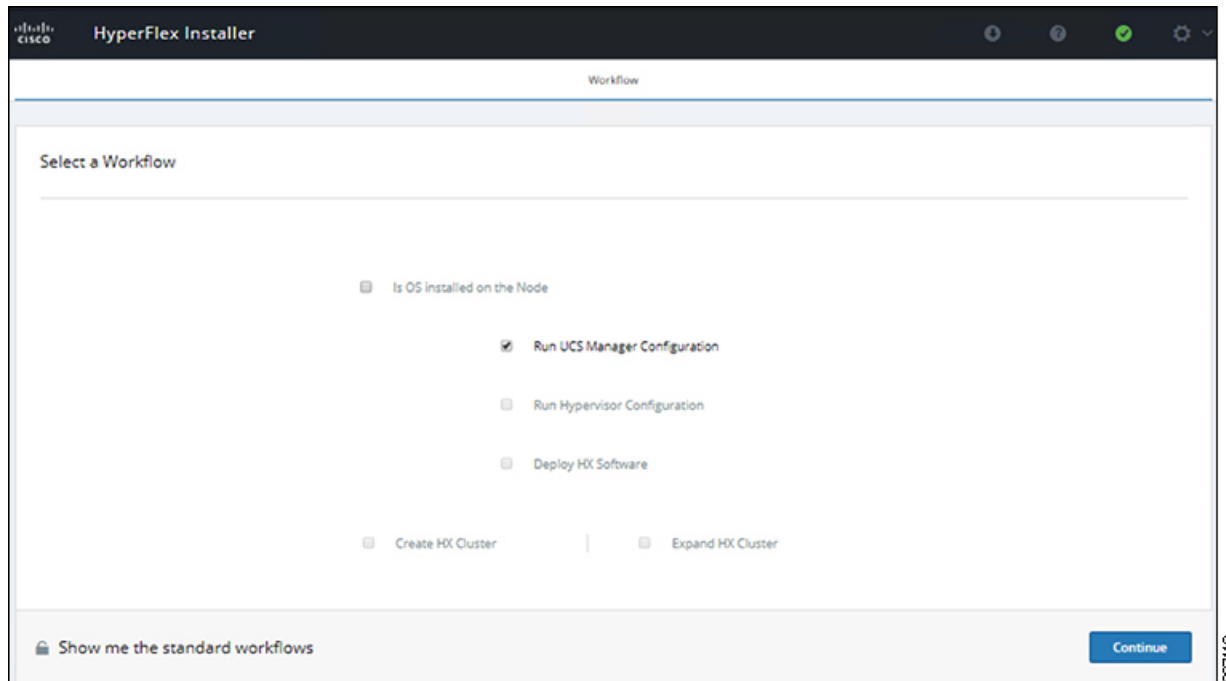 cisco HyperFlex Installer
Workflow
Select a Workflow
Is OS installed on the Node
Run UCS Manager Configuration
Run Hypervisor Configuration
Deploy HX Software
Create HX Cluster | Expand HX Cluster
Show me the standard workflows
Continue